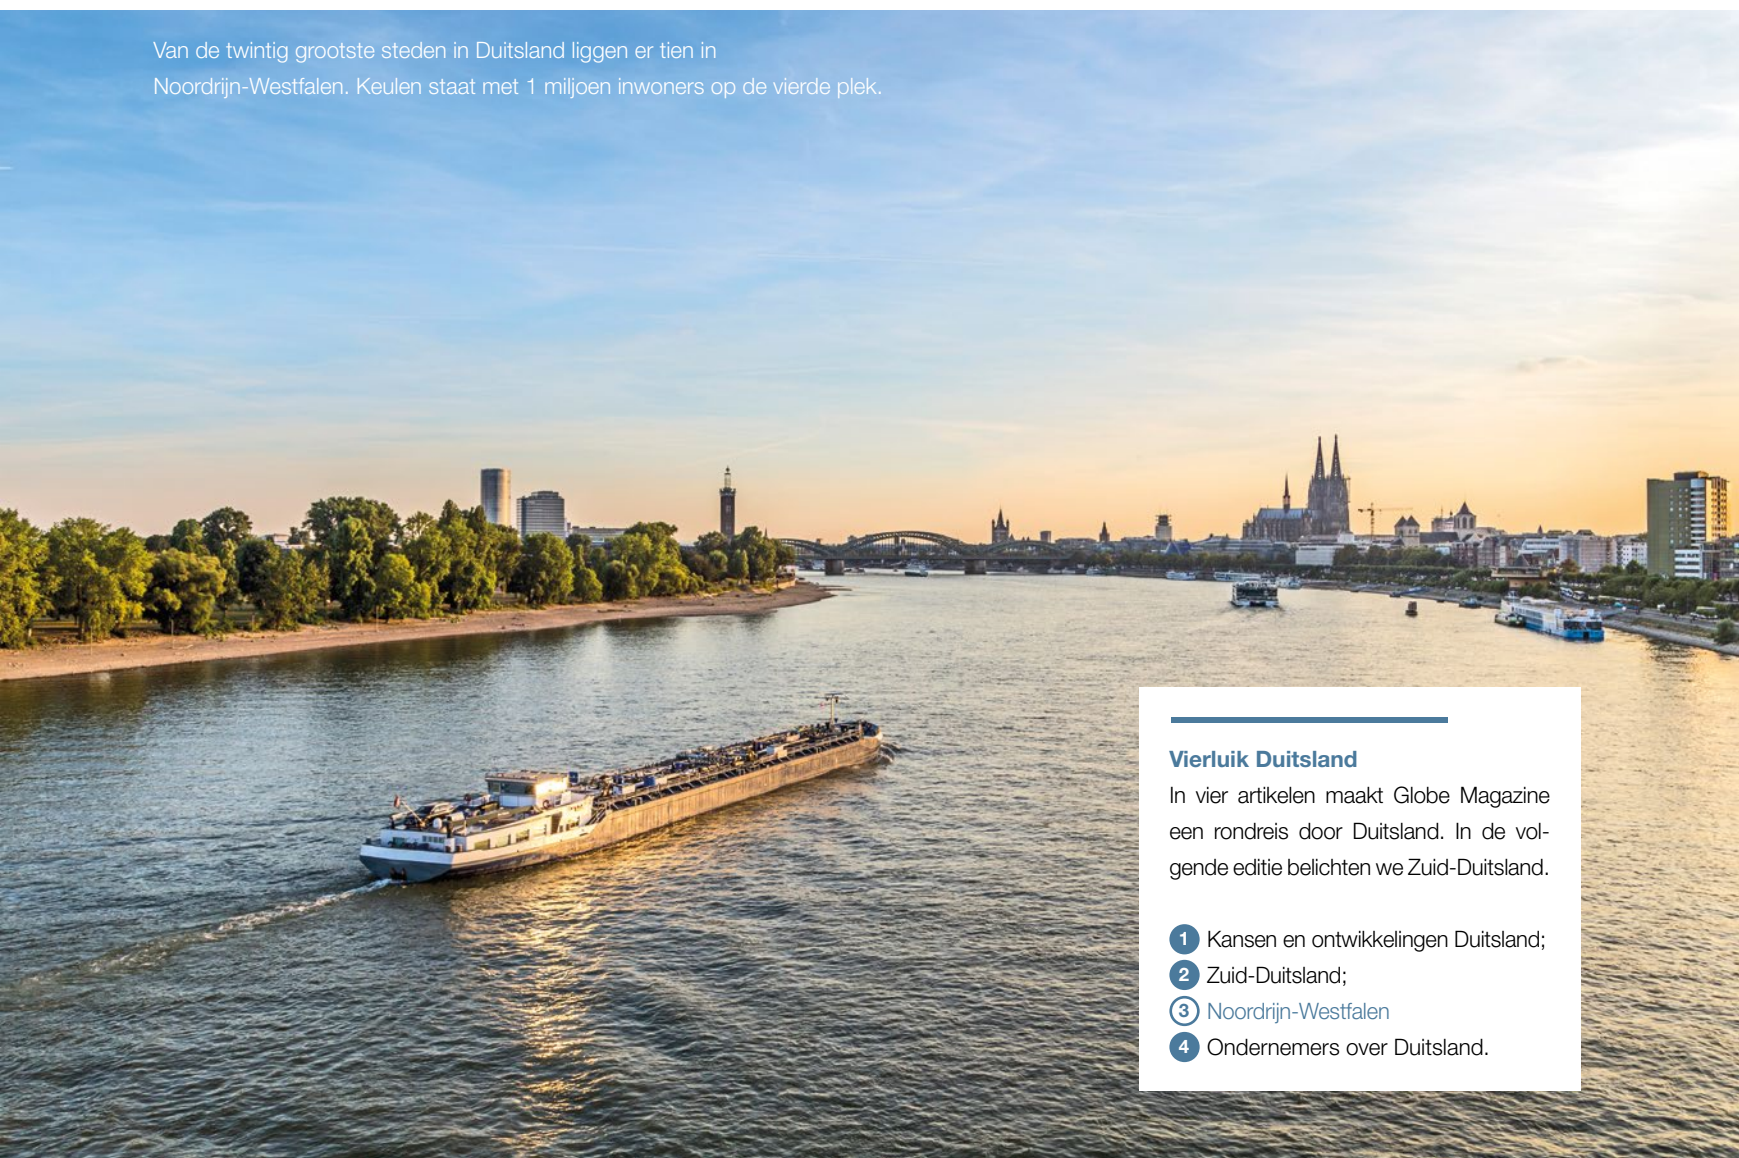 Van de twintig grootste steden in Duitsland liggen er tien in
Noordrijn-Westfalen. Keulen staat met 1 miljoen inwoners op de vierde plek.
Vierluik Duitsland
In vier artikelen maakt Globe Magazine
een rondreis door Duitsland. In de vol-
gende editie belichten we Zuid-Duitsland.
1 Kansen en ontwikkelingen Duitsland;
2 Zuid-Duitsland;
3 Noordrijn-Westfalen
4 Ondernemers over Duitsland.